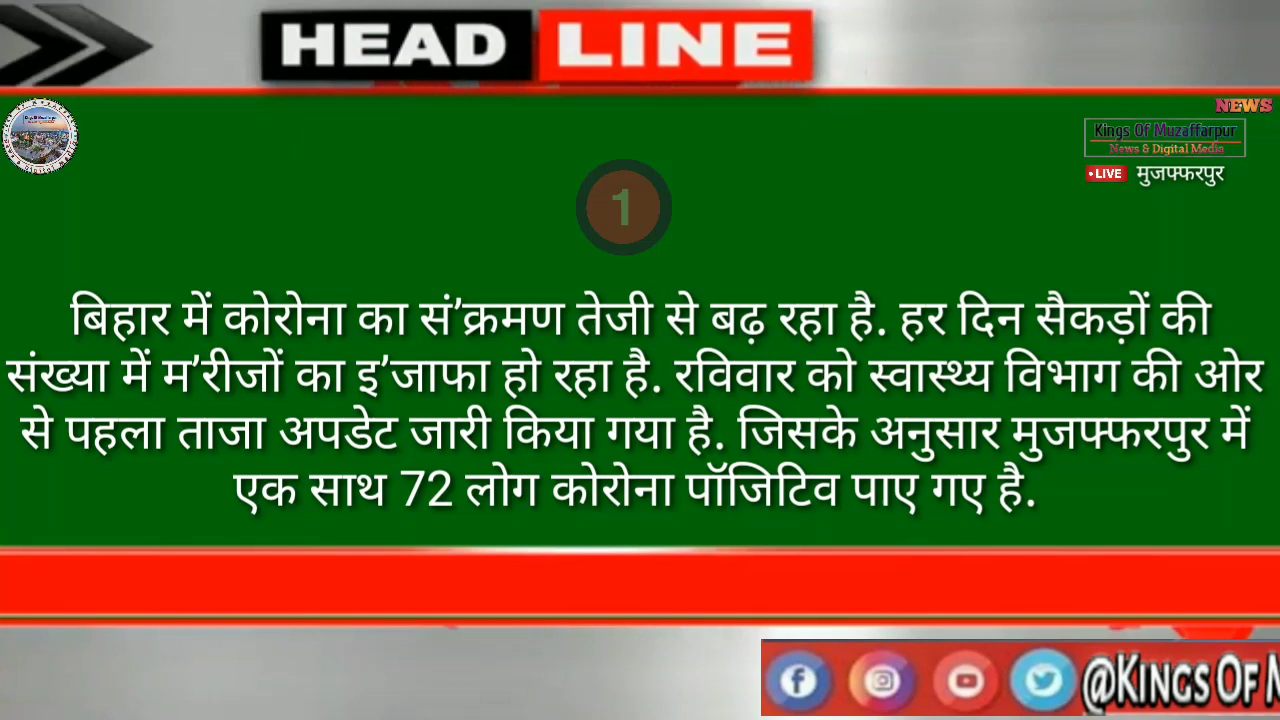 HEAD LINE
NEWS
Kings Of Muzaffarpur
News & Digital Media
LIVE मुजफ्फरपुर
1
बिहार में कोरोना का सं’क्रमण तेजी से बढ़ रहा है. हर दिन सैकड़ों की
संख्या में म’रीजों का इ’जाफा हो रहा है. रविवार को स्वास्थ्य विभाग की ओर
से पहला ताजा अपडेट जारी किया गया है. जिसके अनुसार मुजफ्फरपुर में
एक साथ 72 लोग कोरोना पॉजिटिव पाए गए है.
@Kings Of M